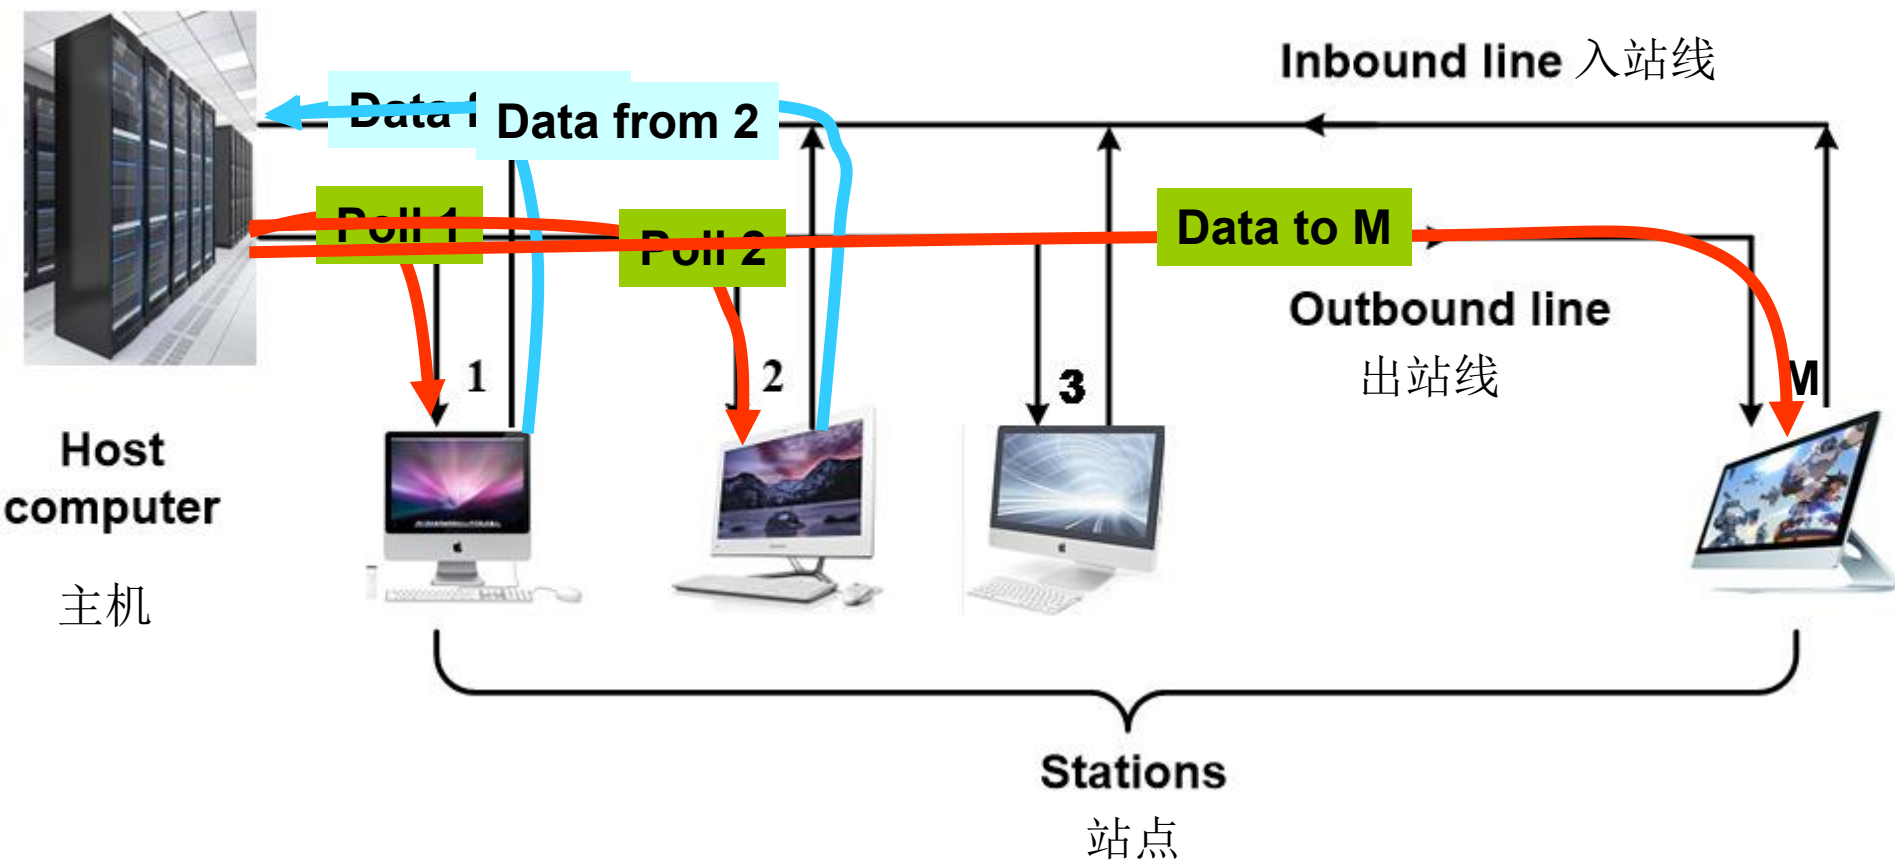 Inbound line 入站线
Data f
Data from 2
Poll 1
Poll 2
Data to M
Outbound line
出站线
1
2
3
M
Host
computer
主机
Stations
站点